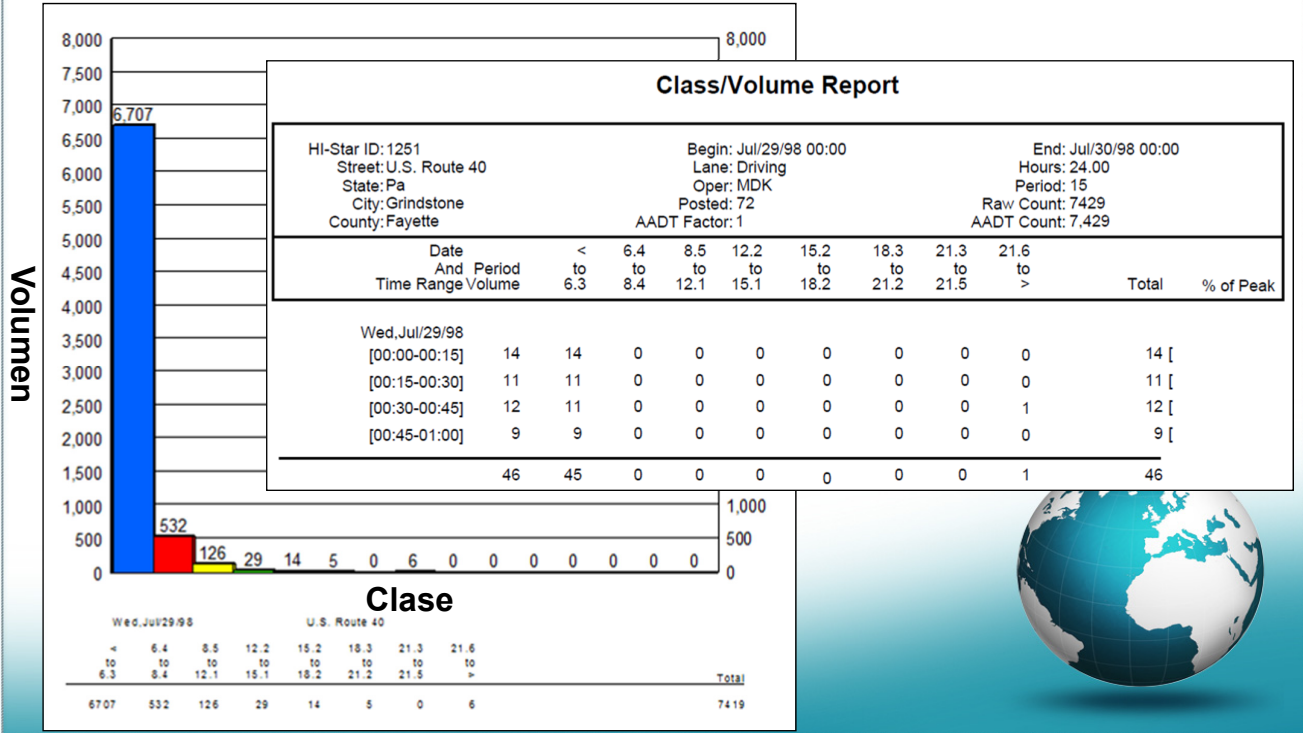 Volumen
8,000
7,500
7,000
6,500
6,000
5,500
5,000
4,500
4,000
3,500
3,000
2,500
2,000
1,500
1,000
500
0
8,000
1,000
500
0
6,707
532 126 29 14 5 0 6 0 0 0 0 0 0 0
Clase
Wed,Jul/29/98 U.S. Route 40
< 6.4 8.5 12.2 15.2 18.3 21.3 21.6
to to to to to to to to
6.3 8.4 12.1 15.1 18.2 21.2 21.5 > Total
6707 532 126 29 14 5 0 6 7419
Class/Volume Report
HI-Star ID: 1251 Begin: Jul/29/98 00:00 End: Jul/30/98 00:00
Street: U.S. Route 40 Lane: Driving Hours: 24.00
State: Pa Oper: MDK Period: 15
City: Grindstone Posted: 72 Raw Count: 7429
County: Fayette AADT Factor: 1 AADT Count: 7,429
Date < 6.4 8.5 12.2 15.2 18.3 21.3 21.6
And Period to to to to to to to to
Time Range Volume 6.3 8.4 12.1 15.1 18.2 21.2 21.5 > Total % of Peak
Wed,Jul/29/98
[00:00-00:15] 14 14 0 0 0 0 0 0 0 14 [
[00:15-00:30] 11 11 0 0 0 0 0 0 0 11 [
[00:30-00:45] 12 11 0 0 0 0 0 0 1 12 [
[00:45-01:00] 9 9 0 0 0 0 0 0 0 9 [
46 45 0 0 0 0 0 0 1 46